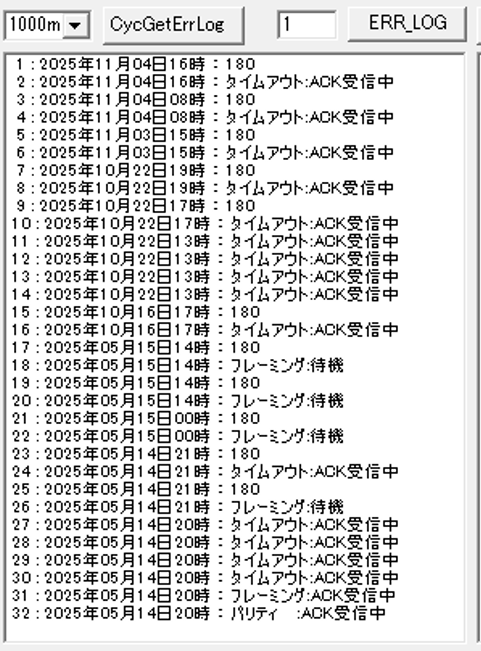 1000m CycGetErrLog 1 ERR_LOG
1 : 2025年11月04日16時 : 180
2 : 2025年11月04日16時 : タイムアウト:ACK受信中
3 : 2025年11月04日08時 : 180
4 : 2025年11月04日08時 : タイムアウト:ACK受信中
5 : 2025年11月03日15時 : 180
6 : 2025年11月03日15時 : タイムアウト:ACK受信中
7 : 2025年10月22日19時 : 180
8 : 2025年10月22日19時 : タイムアウト:ACK受信中
9 : 2025年10月22日17時 : 180
10 : 2025年10月22日17時 : タイムアウト:ACK受信中
11 : 2025年10月22日13時 : タイムアウト:ACK受信中
12 : 2025年10月22日13時 : タイムアウト:ACK受信中
13 : 2025年10月22日13時 : タイムアウト:ACK受信中
14 : 2025年10月22日13時 : タイムアウト:ACK受信中
15 : 2025年10月16日17時 : 180
16 : 2025年10月16日17時 : タイムアウト:ACK受信中
17 : 2025年05月15日14時 : 180
18 : 2025年05月15日14時 : フレーミング:待機
19 : 2025年05月15日14時 : 180
20 : 2025年05月15日14時 : フレーミング:待機
21 : 2025年05月15日00時 : 180
22 : 2025年05月15日00時 : フレーミング:待機
23 : 2025年05月14日21時 : 180
24 : 2025年05月14日21時 : タイムアウト:ACK受信中
25 : 2025年05月14日21時 : 180
26 : 2025年05月14日21時 : フレーミング:待機
27 : 2025年05月14日20時 : タイムアウト:ACK受信中
28 : 2025年05月14日20時 : タイムアウト:ACK受信中
29 : 2025年05月14日20時 : タイムアウト:ACK受信中
30 : 2025年05月14日20時 : タイムアウト:ACK受信中
31 : 2025年05月14日20時 : フレーミング:ACK受信中
32 : 2025年05月14日20時 : パリティ　:ACK受信中